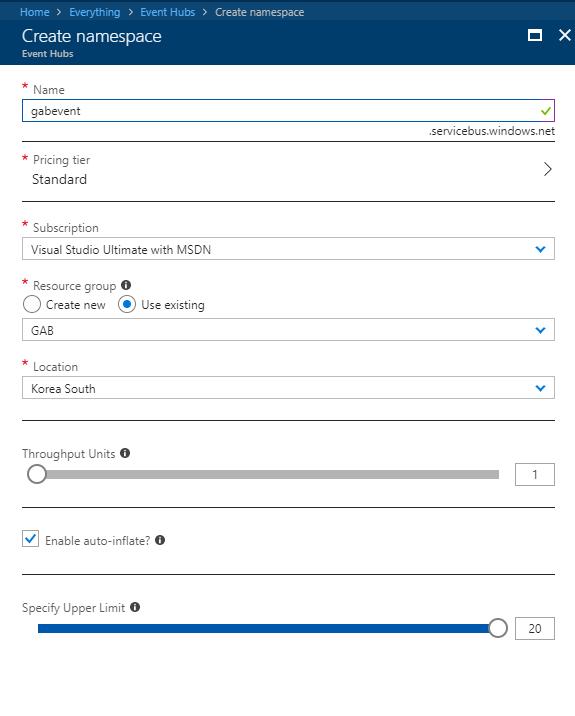 Home > Everything > Event Hubs > Create namespace
Create namespace
Event Hubs
* Name
gabevent
.servicebus.windows.net
* Pricing tier
Standard
* Subscription
Visual Studio Ultimate with MSDN
* Resource group
Create new Use existing
GAB
* Location
Korea South
Throughput Units
1
Enable auto-inflate?
Specify Upper Limit
20